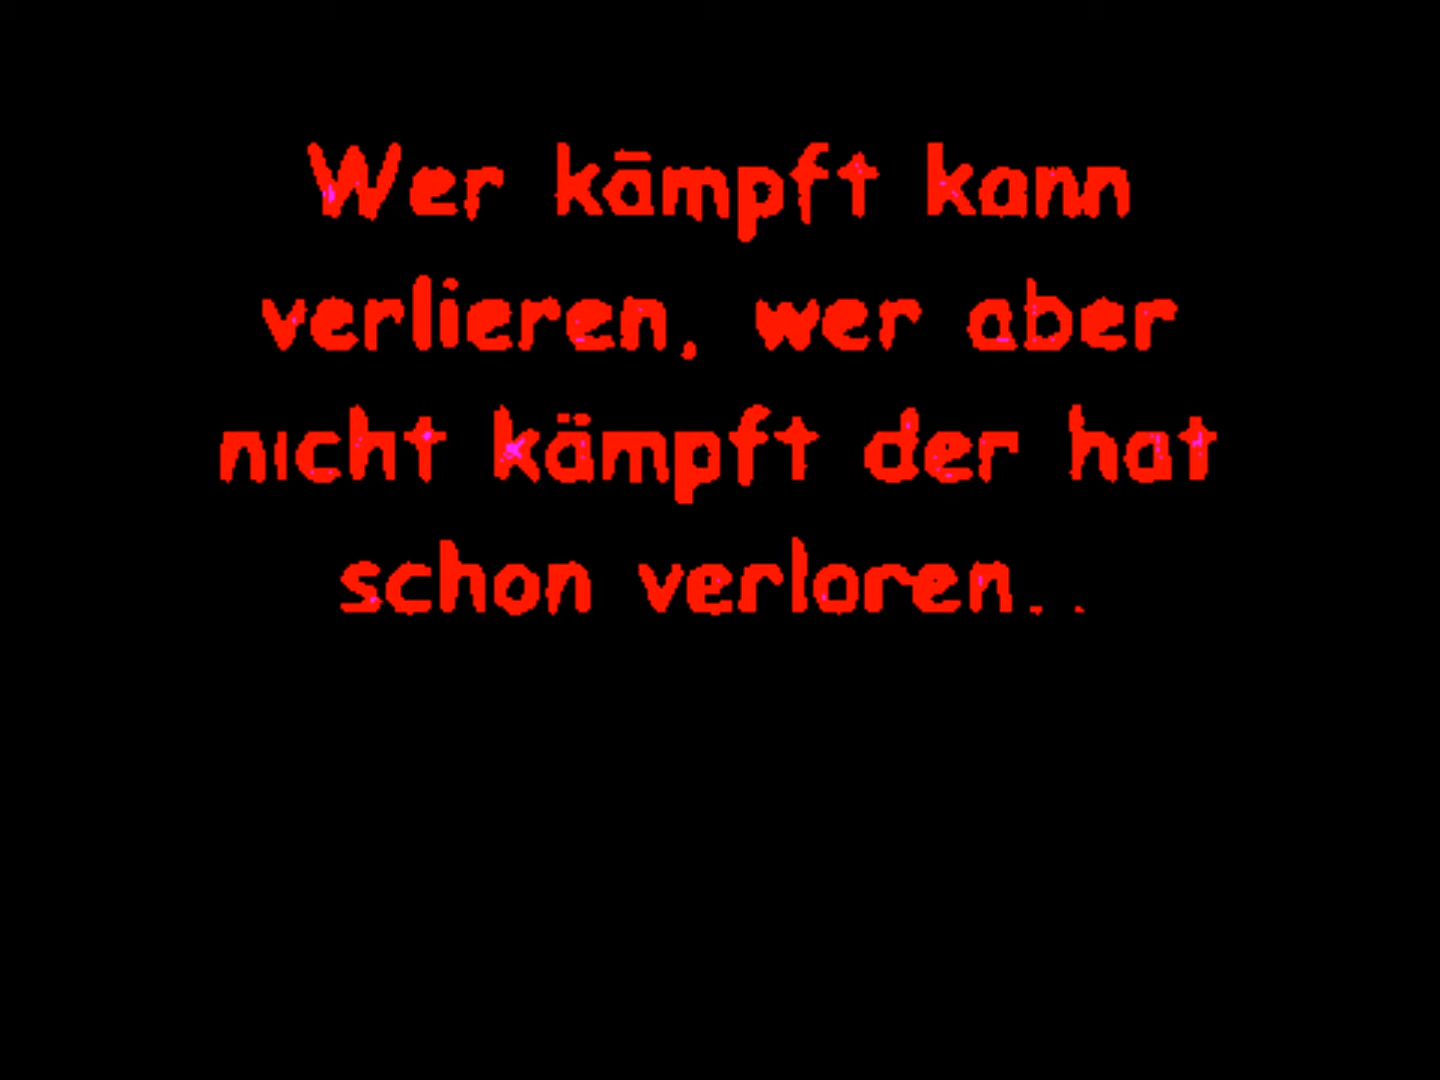 Wer kämpft kann
verlieren, wer aber
nicht kämpft der hat
schon verloren..